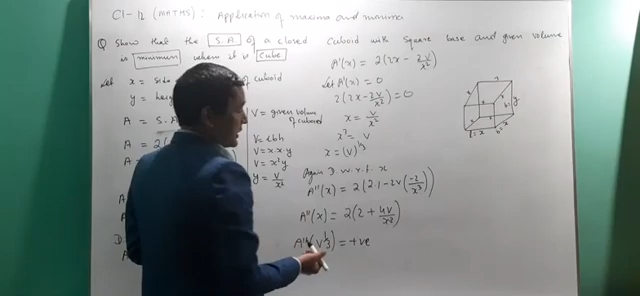 Cl-12 (MATHS): Application of maxima and minima
Q Show that the S.A of a closed Cuboid with Square base and given volume
is minimum when it is Cube
Let x = side of cuboid
y = heig
A = S.A
A = 2(
A =
A
A
D
A
V = given volume of cuboid
V = lbh
V = x x . y
V = x²y
y = V/x²
A'(x) = 2(2x - 2V/x²)
Let A'(x) = 0
2(2x - 2V/x²) = 0
x = V/x²
x³ = V
x = (V)^1/3
Again D. w.r.t. x
A''(x) = 2(2.1 - 2V(-2/x³))
A''(x) = 2(2 + 4V/x³)
A''(V^1/3) = +ve
l = x
b = x
y